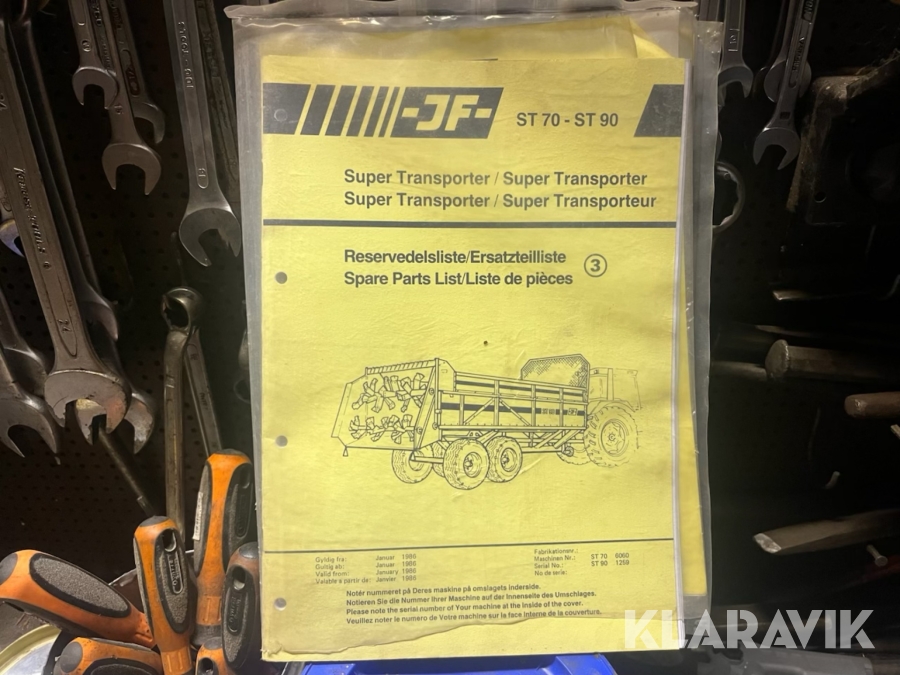 -JF-
ST 70 - ST 90
Super Transporter / Super Transporter
Super Transporter / Super Transporteur
Reservedelsliste/Ersatzteilliste
Spare Parts List/Liste de pièces
3
Gyldig fra: Januar 1986
Gültig ab: Januar 1986
Valid from: January 1986
Valable à partir de: Janvier 1986
Fabrikationsnr.:
Maschinen Nr.: ST 70 6060
Serial No.: ST 90 1259
No de serie:
Notér nummeret på Deres maskine på omslagets inderside.
Notieren Sie die Nummer Ihrer Maschine auf der Innenseite des Umschlages.
Please note the serial number of Your machine at the inside of the cover.
Veuillez noter le numero de Votre machine sur la face interne de la couverture.
KLARAVIK